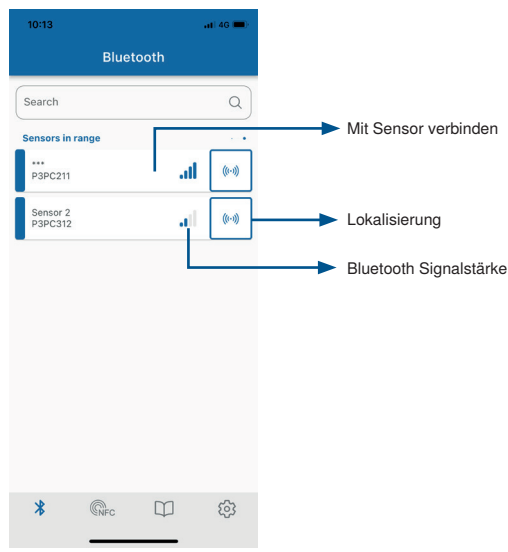 10:13
4G
Bluetooth
Search
Sensors in range
Mit Sensor verbinden
***
P3PC211
Sensor 2
P3PC312
Lokalisierung
Bluetooth Signalstärke
NFC